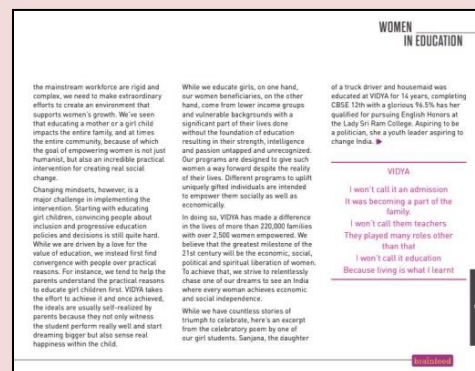 WOMEN
IN EDUCATION
the mainstream workforce are rigid and
complex, we need to make extraordinary
efforts to create an environment that
supports women's growth. We've seen
that educating a mother or a girl child
impacts the entire family, and at times
the entire community, because of which
the goal of empowering women is not just
humanist, but also an incredible practical
intervention for creating real social
change.
Changing mindsets, however, is a
major challenge in implementing the
intervention. Starting with educating
girl children, convincing people about
inclusion and progressive education
policies and decisions is still quite hard.
While we are driven by a love for the
value of education, we instead first find
convergence with people over practical
reasons. For instance, we tend to help the
parents understand the practical reasons
to educate girl children first. VIDYA takes
the effort to achieve it and once achieved,
the ideals are usually self-realized by
parents because they not only witness
the student perform really well and start
dreaming bigger but also sense real
happiness within the child.
While we educate girls, on one hand,
our women beneficiaries, on the other
hand, come from lower income groups
and vulnerable backgrounds with a
significant part of their lives done
without the foundation of education
resulting in their strength, intelligence
and passion untapped and unrecognized.
Our programs are designed to give such
women a way forward despite the reality
of their lives. Different programs to uplift
uniquely gifted individuals are intended
to empower them socially as well as
economically.
In doing so, VIDYA has made a difference
in the lives of more than 220,000 families
with over 2,500 women empowered. We
believe that the greatest milestone of the
21st century will be the economic, social,
political and spiritual liberation of women.
To achieve that, we strive to relentlessly
chase one of our dreams to see an India
where every woman achieves economic
and social independence.
While we have countless stories of
triumph to celebrate, here's an excerpt
from the celebratory poem by one of
our girl students. Sanjana, the daughter
of a truck driver and housemaid was
educated at VIDYA for 14 years, completing
CBSE 12th with a glorious 96.5% has her
qualified for pursuing English Honors at
the Lady Sri Ram College. Aspiring to be
a politician, she a youth leader aspiring to
change India.
VIDYA
I won't call it an admission
It was becoming a part of the
family.
I won't call them teachers
They played many roles other
than that
I won't call it education
Because living is what I learnt
brainfeed